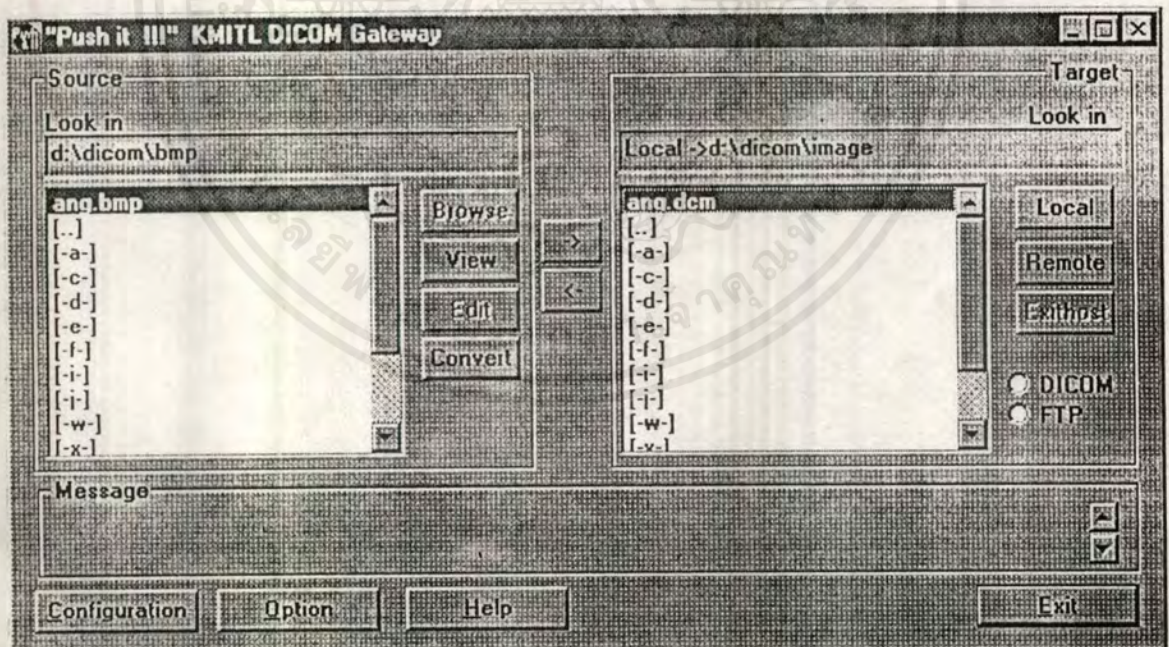 "Push it !!!" KMITL DICOM Gateway
Source
Look in
d:\dicom\bmp
ang.bmp
[..]
[-a-]
[-c-]
[-d-]
[-e-]
[-f-]
[-i-]
[-j-]
[-w-]
[-x-]
Browse
View
Edit
Convert
->
<-
Target
Look in
Local ->d:\dicom\image
ang.dcm
[..]
[-a-]
[-c-]
[-d-]
[-e-]
[-f-]
[-i-]
[-j-]
[-w-]
[-x-]
Local
Remote
Exithost
DICOM
FTP
Message
Configuration
Option
Help
Exit